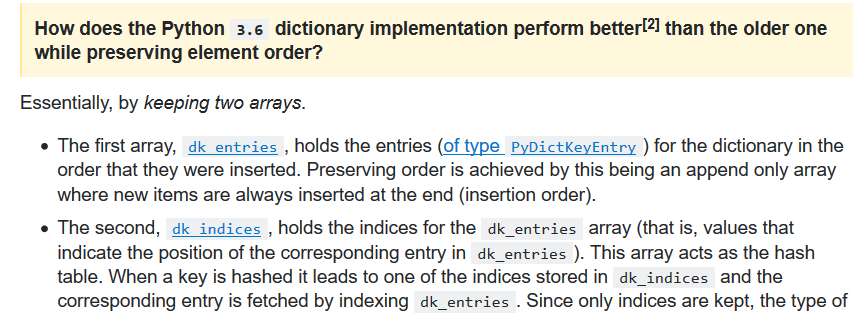 How does the Python 3.6 dictionary implementation perform better[2] than the older one
while preserving element order?
Essentially, by keeping two arrays.
• The first array, dk_entries , holds the entries (of type PyDictKeyEntry ) for the dictionary in the
order that they were inserted. Preserving order is achieved by this being an append only array
where new items are always inserted at the end (insertion order).
• The second, dk_indices , holds the indices for the dk_entries array (that is, values that
indicate the position of the corresponding entry in dk_entries ). This array acts as the hash
table. When a key is hashed it leads to one of the indices stored in dk_indices and the
corresponding entry is fetched by indexing dk_entries . Since only indices are kept, the type of